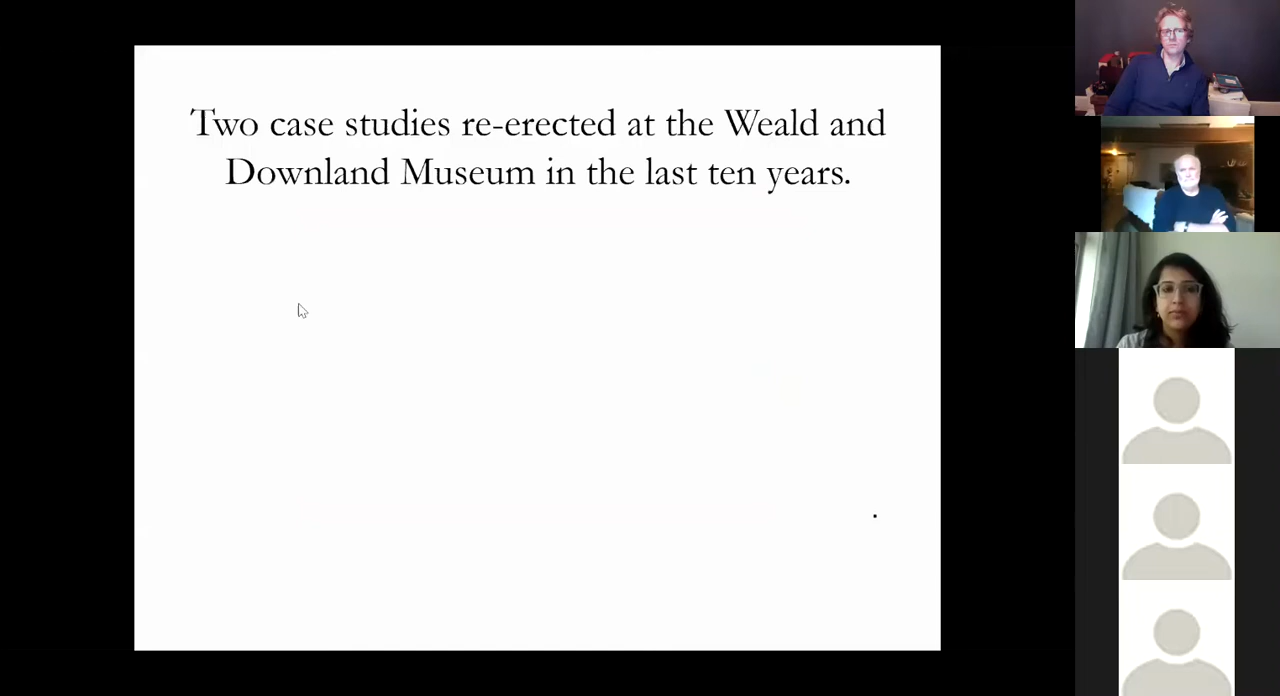 Two case studies re-erected at the Weald and
Downland Museum in the last ten years.
.